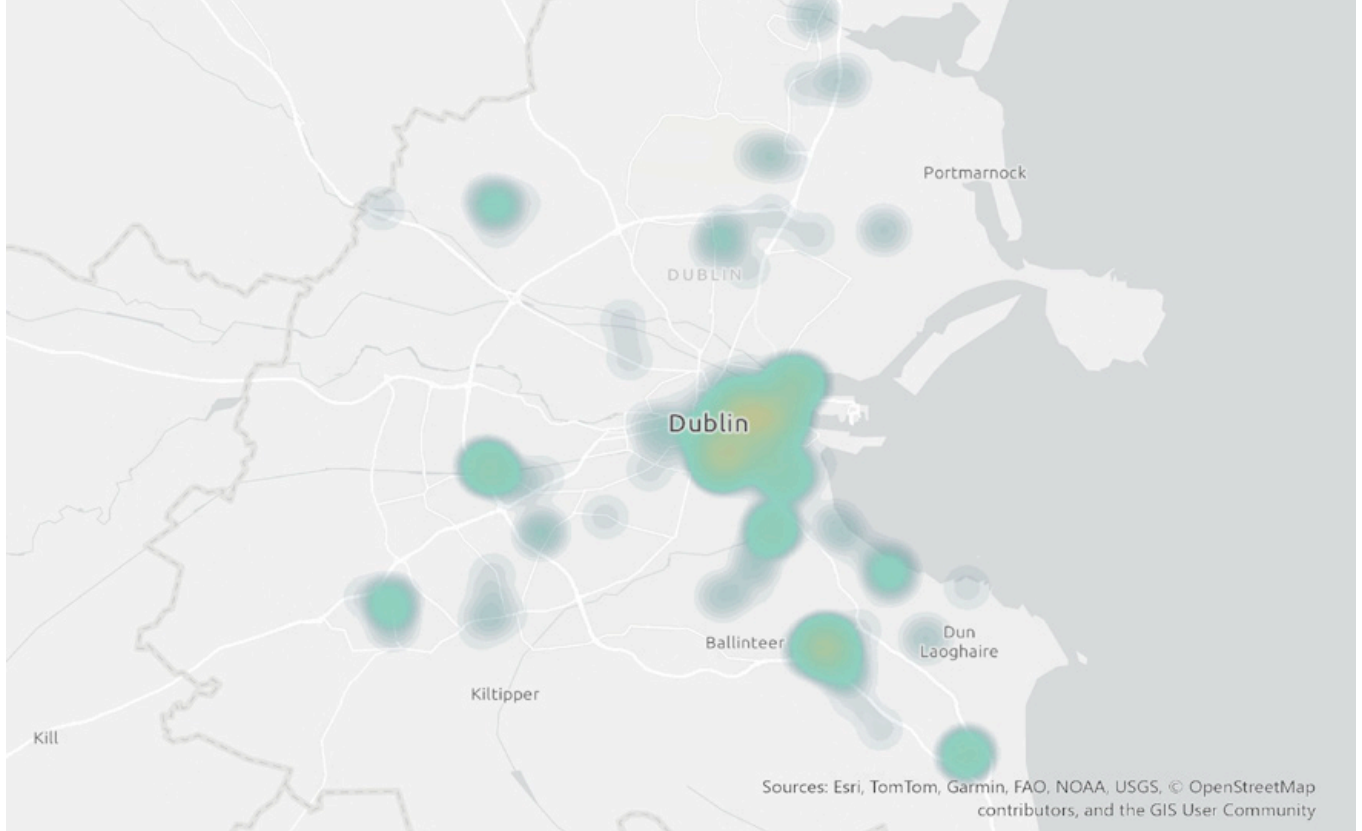 Portmarnock
DUBLIN
Dublin
Ballinteer
Dun
Laoghaire
Kiltipper
Kill
Sources: Esri, TomTom, Garmin, FAO, NOAA, USGS, © OpenStreetMap
contributors, and the GIS User Community